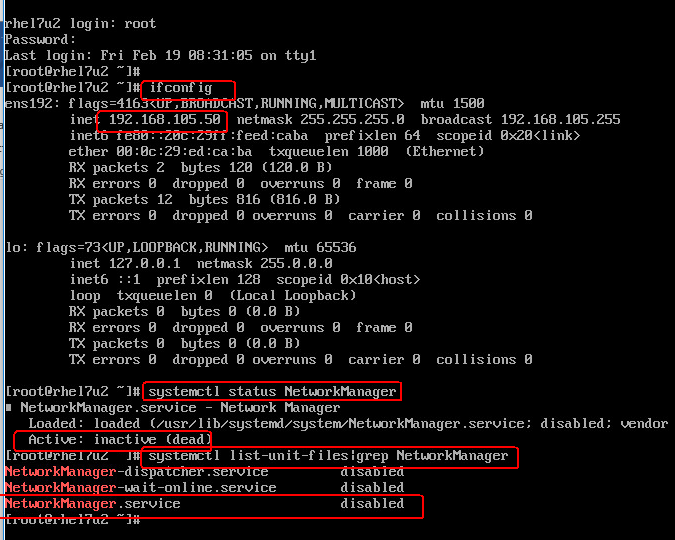 rhel7u2 login: root
Password:
Last login: Fri Feb 19 08:31:05 on tty1
[root@rhel7u2 ~]#
[root@rhel7u2 ~]# ifconfig
ens192: flags=4163<UP,BROADCAST,RUNNING,MULTICAST>  mtu 1500
        inet 192.168.105.50  netmask 255.255.255.0  broadcast 192.168.105.255
        inet6 fe80::20c:29ff:feed:caba  prefixlen 64  scopeid 0x20<link>
        ether 00:0c:29:ed:ca:ba  txqueuelen 1000  (Ethernet)
        RX packets 2  bytes 120 (120.0 B)
        RX errors 0  dropped 0  overruns 0  frame 0
        TX packets 12  bytes 816 (816.0 B)
        TX errors 0  dropped 0 overruns 0  carrier 0  collisions 0
lo: flags=73<UP,LOOPBACK,RUNNING>  mtu 65536
        inet 127.0.0.1  netmask 255.0.0.0
        inet6 ::1  prefixlen 128  scopeid 0x10<host>
        loop  txqueuelen 0  (Local Loopback)
        RX packets 0  bytes 0 (0.0 B)
        RX errors 0  dropped 0  overruns 0  frame 0
        TX packets 0  bytes 0 (0.0 B)
        TX errors 0  dropped 0 overruns 0  carrier 0  collisions 0
[root@rhel7u2 ~]# systemctl status NetworkManager
■ NetworkManager.service - Network Manager
   Loaded: loaded (/usr/lib/systemd/system/NetworkManager.service; disabled; vendor
   Active: inactive (dead)
[root@rhel7u2 ~]# systemctl list-unit-files|grep NetworkManager
NetworkManager-dispatcher.service         disabled
NetworkManager-wait-online.service        disabled
NetworkManager.service                    disabled
[root@rhel7u2 ~]#